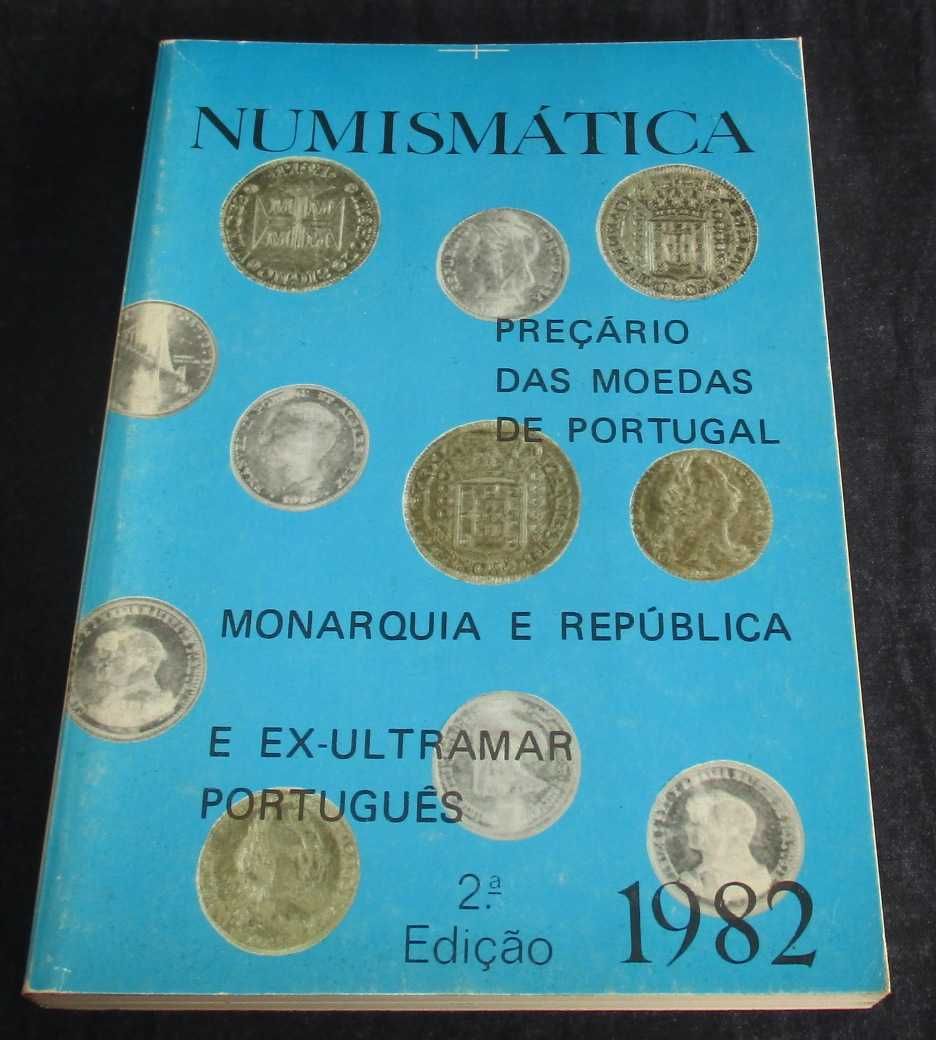 NUMISMÁTICA
PREÇÁRIO
DAS MOEDAS
DE PORTUGAL
MONARQUIA E REPÚBLICA
E EX-ULTRAMAR
PORTUGUÊS
2.ª
Edição
1982